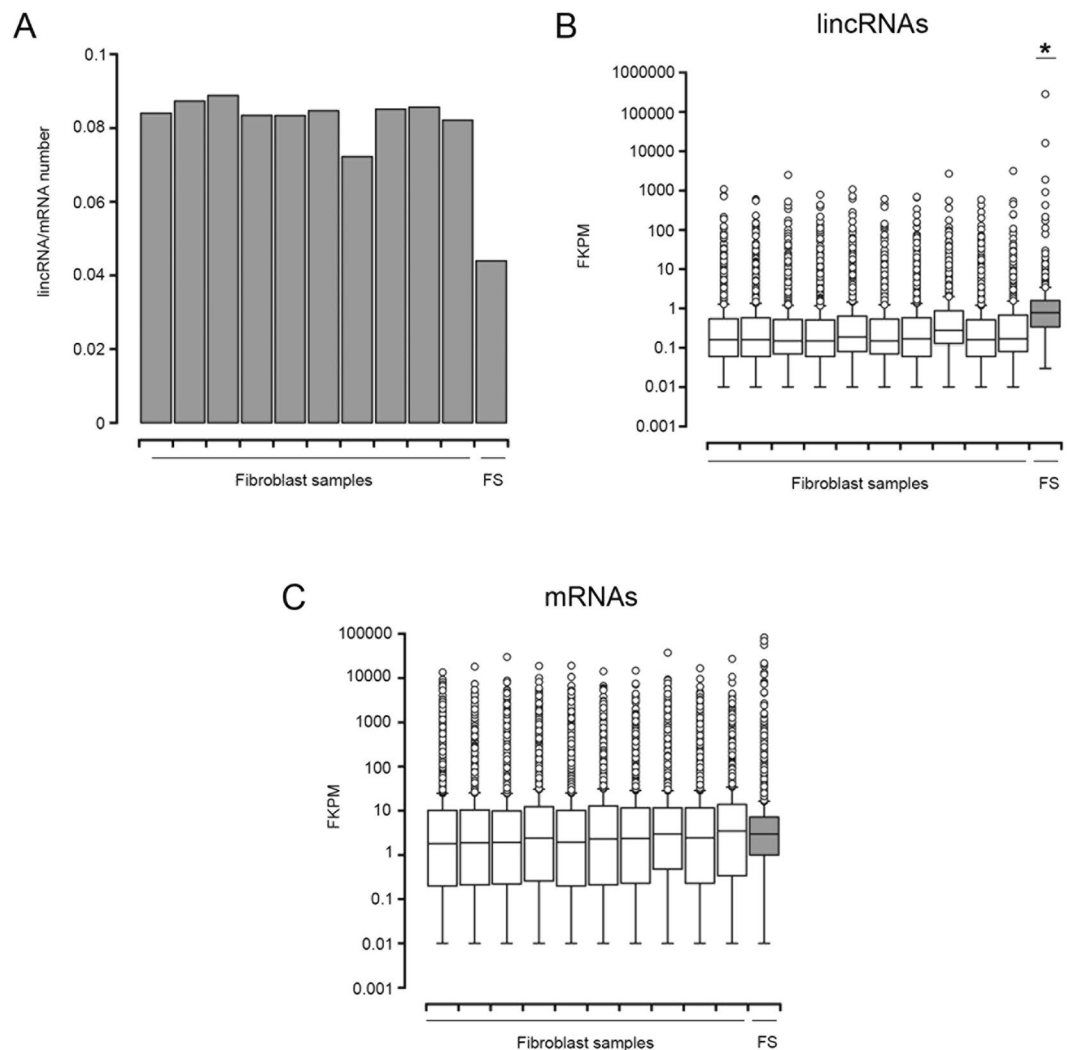 A
lincRNA/mRNA number
0.1
0.08
0.06
0.04
0.02
0
Fibroblast samples
FS
B
lincRNAs
*
FKPM
1000000
100000
10000
1000
100
10
1
0.1
0.01
0.001
Fibroblast samples
FS
C
mRNAs
FKPM
100000
10000
1000
100
10
1
0.1
0.01
0.001
Fibroblast samples
FS